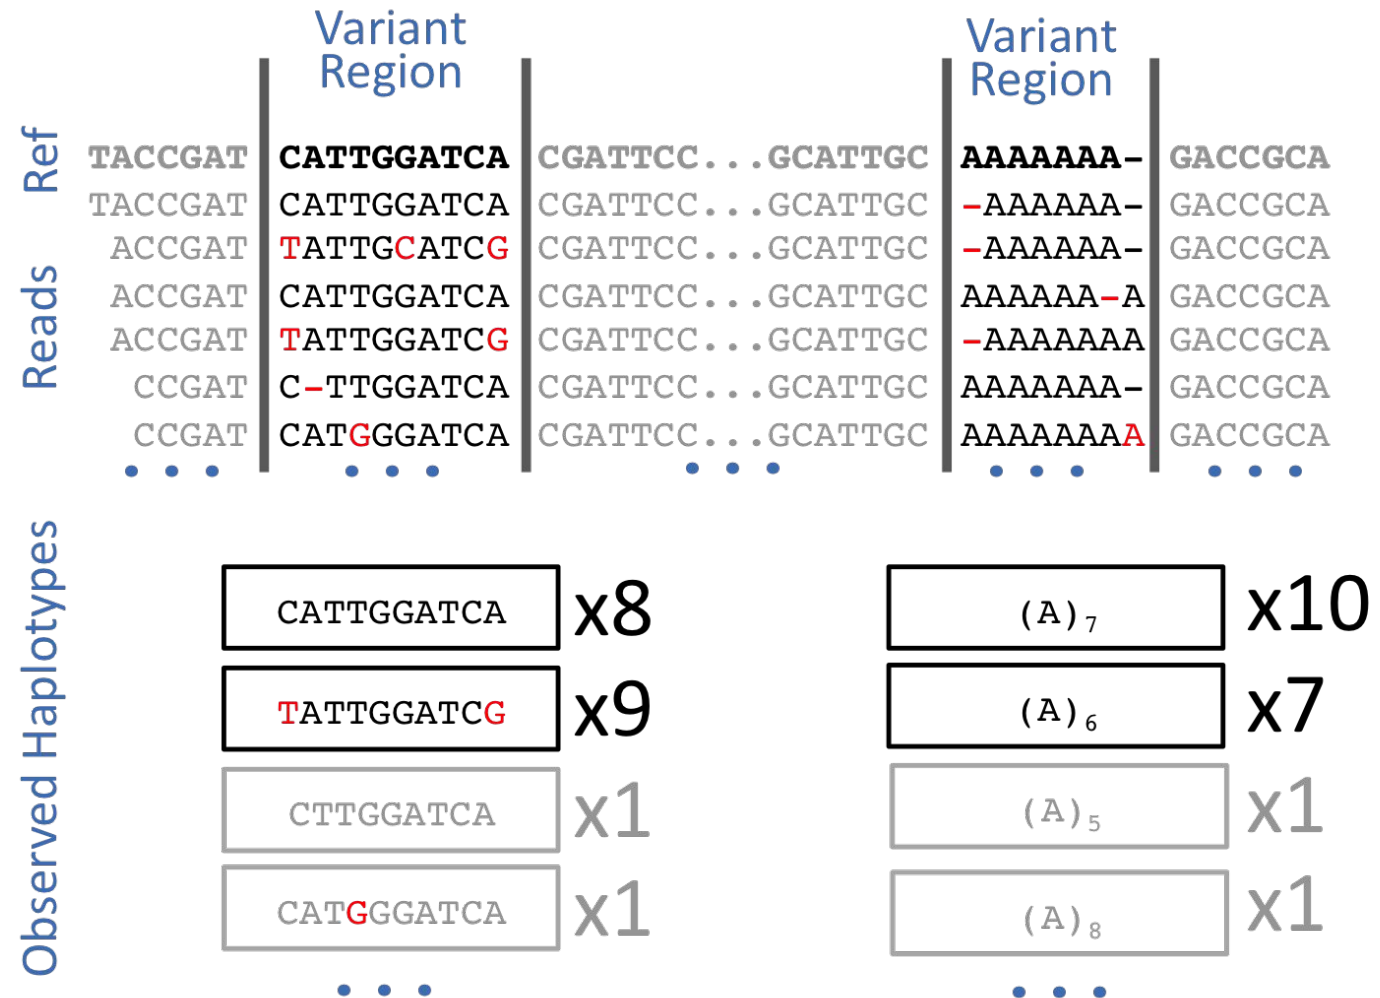 Variant Region Variant Region
Ref TACCGAT CATTGGATCA CGATTCC...GCATTGC AAAAAAA- GACCGCA
Reads
TACCGAT CATTGGATCA CGATTCC...GCATTGC -AAAAAA- GACCGCA
ACCGAT TATTGCATCG CGATTCC...GCATTGC -AAAAAA- GACCGCA
ACCGAT CATTGGATCA CGATTCC...GCATTGC AAAAAA-A GACCGCA
ACCGAT TATTGGATCG CGATTCC...GCATTGC -AAAAAAA GACCGCA
CCGAT C-TTGGATCA CGATTCC...GCATTGC AAAAAAA- GACCGCA
CCGAT CATGGGATCA CGATTCC...GCATTGC AAAAAAAA GACCGCA
Observed Haplotypes
CATTGGATCA x8 (A)7 x10
TATTGGATCG x9 (A)6 x7
CTTGGATCA x1 (A)5 x1
CATGGGATCA x1 (A)8 x1